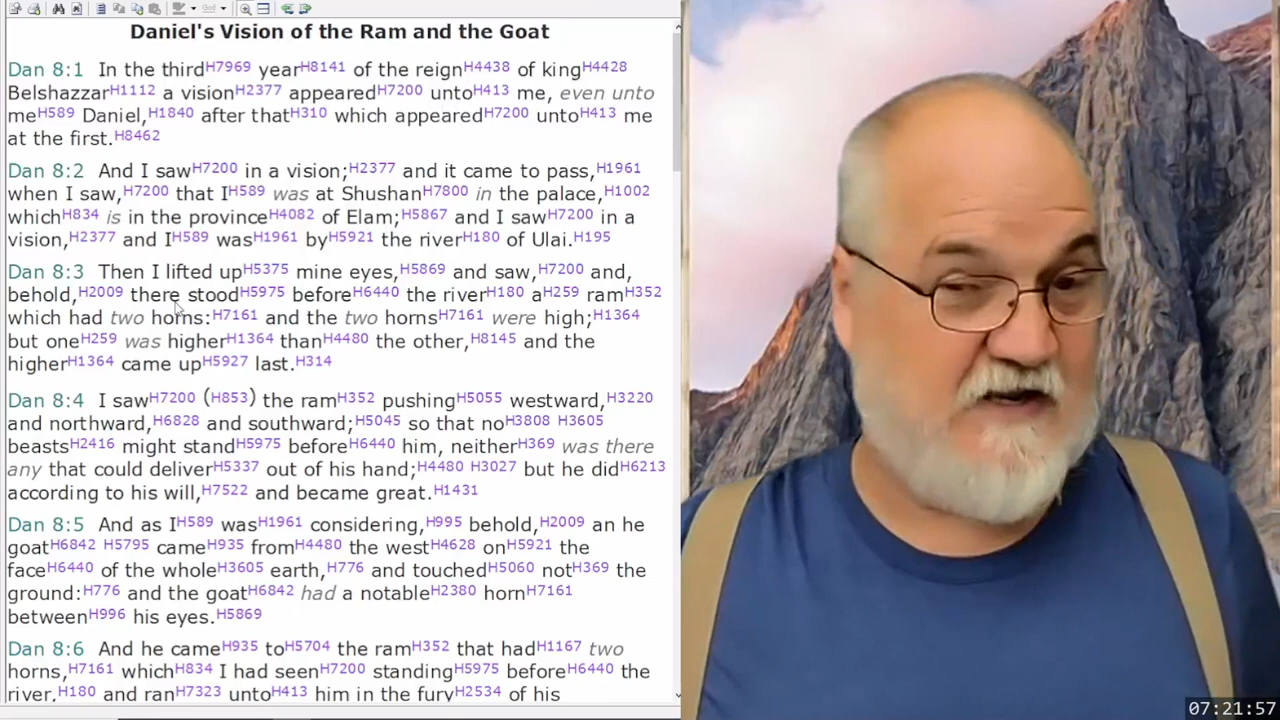 Daniel's Vision of the Ram and the Goat
Dan 8:1 In the thirdH7969 yearH8141 of the reignH4438 of kingH4428
BelshazzarH1112 a visionH2377 appearedH7200 untoH413 me, even unto
meH589 Daniel,H1840 after thatH310 which appearedH7200 untoH413 me
at the first.H8462
Dan 8:2 And I sawH7200 in a vision;H2377 and it came to pass,H1961
when I saw,H7200 that IH589 was at ShushanH7800 in the palace,H1002
whichH834 is in the provinceH4082 of Elam;H5867 and I sawH7200 in a
vision,H2377 and IH589 wasH1961 byH5921 the riverH180 of Ulai.H195
Dan 8:3 Then I lifted upH5375 mine eyes,H5869 and saw,H7200 and,
behold,H2009 there stoodH5975 beforeH6440 the riverH180 aH259 ramH352
which had two horns:H7161 and the two hornsH7161 were high;H1364
but oneH259 was higherH1364 thanH4480 the other,H8145 and the
higherH1364 came upH5927 last.H314
Dan 8:4 I sawH7200 (H853) the ramH352 pushingH5055 westward,H3220
and northward,H6828 and southward;H5045 so that noH3808 H3605
beastsH2416 might standH5975 beforeH6440 him, neitherH369 was there
any that could deliverH5337 out of his hand;H4480 H3027 but he didH6213
according to his will,H7522 and became great.H1431
Dan 8:5 And as IH589 wasH1961 considering,H995 behold,H2009 an he
goatH6842 H5795 cameH935 fromH4480 the westH4628 onH5921 the
faceH6440 of the wholeH3605 earth,H776 and touchedH5060 notH369 the
ground:H776 and the goatH6842 had a notableH2380 hornH7161
betweenH996 his eyes.H5869
Dan 8:6 And he cameH935 toH5704 the ramH352 that hadH1167 two
horns,H7161 whichH834 I had seenH7200 standingH5975 beforeH6440 the
river,H180 and ranH7323 untoH413 him in the furyH2534 of his
07:21:57